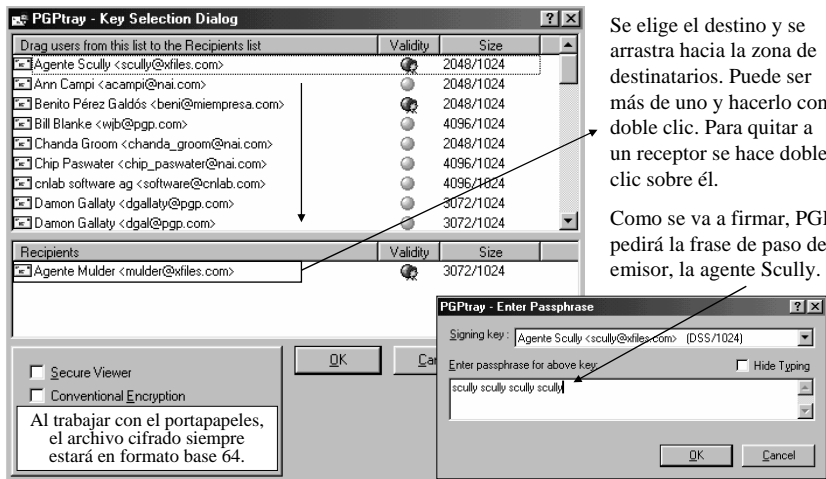 PGPtray - Key Selection Dialog
Drag users from this list to the Recipients list Validity Size
Agente Scully <scully@xfiles.com> 2048/1024
Ann Campi <acampi@nai.com> 2048/1024
Benito Pérez Galdós <beni@miempresa.com> 2048/1024
Bill Blanke <wjb@pgp.com> 4096/1024
Chanda Groom <chanda_groom@nai.com> 2048/1024
Chip Paswater <chip_paswater@nai.com> 4096/1024
cnlab software ag <software@cnlab.com> 4096/1024
Damon Gallaty <dgallaty@pgp.com> 3072/1024
Damon Gallaty <dgal@pgp.com> 3072/1024
Recipients Validity Size
Agente Mulder <mulder@xfiles.com> 3072/1024
Secure Viewer
Conventional Encryption
OK
Al trabajar con el portapapeles,
el archivo cifrado siempre
estará en formato base 64.
Se elige el destino y se
arrastra hacia la zona de
destinatarios. Puede ser
más de uno y hacerlo con
doble clic. Para quitar a
un receptor se hace doble
clic sobre él.
Como se va a firmar, PGP
pedirá la frase de paso de
emisor, la agente Scully.
PGPtray - Enter Passphrase
Signing key : Agente Scully <scully@xfiles.com> (DSS/1024)
Enter passphrase for above key: Hide Typing
scully scully scully scully
OK Cancel